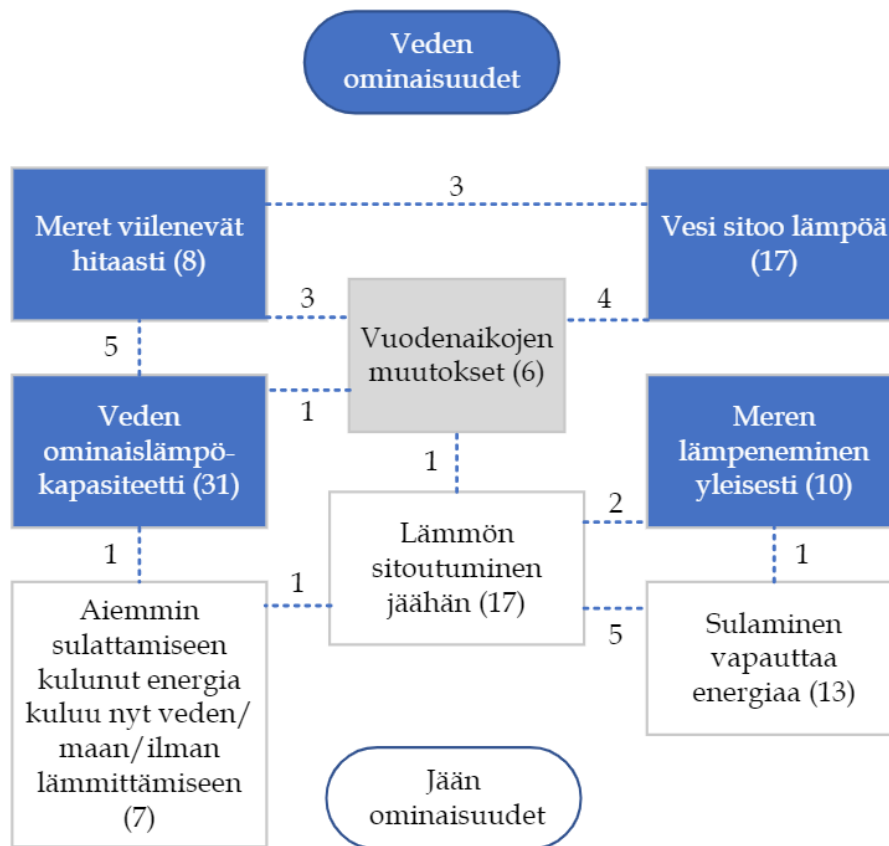 Veden
ominaisuudet
3
Meret viilenevät
hitaasti (8)
Vesi sitoo lämpöä
(17)
3
4
Vuodenaikojen
muutokset (6)
5
1
Veden
ominaislämpö-
kapasiteetti (31)
Meren
lämpeneminen
yleisesti (10)
1
2
Lämmön
sitoutuminen
jäähän (17)
1
1
1
5
Aiemmin
sulattamiseen
kulunut energia
kuluu nyt veden/
maan/ilman
lämmittämiseen
(7)
Sulaminen
vapauttaa
energiaa (13)
Jään
ominaisuudet